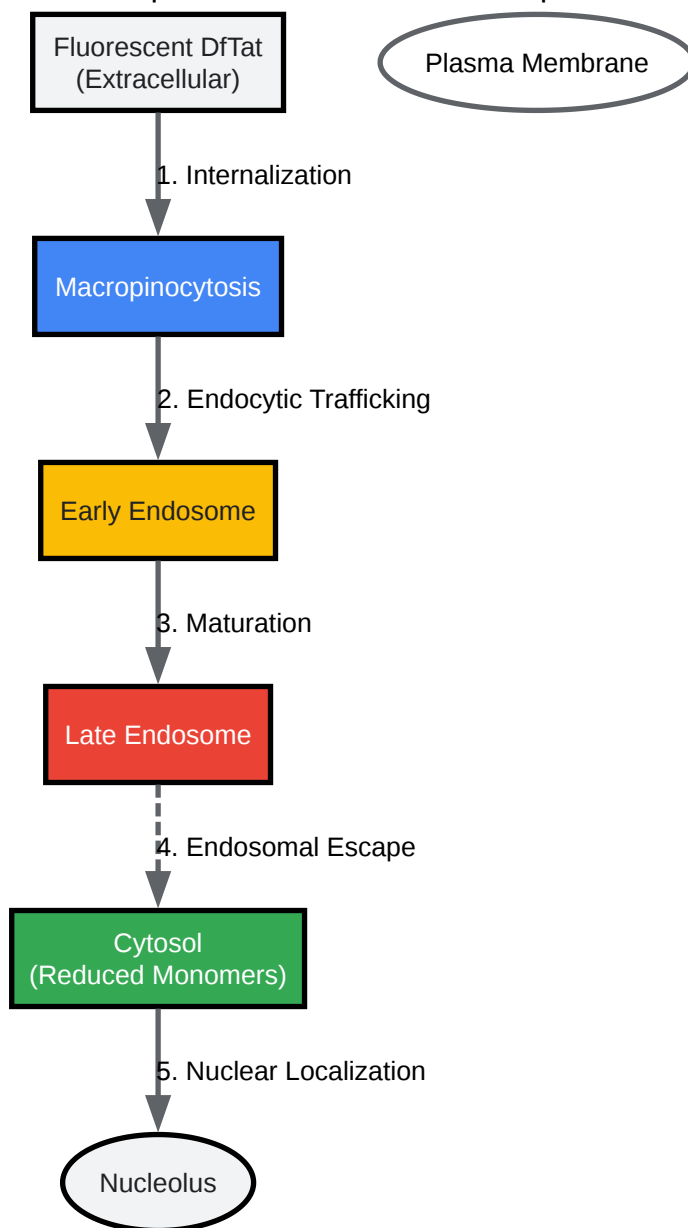 Fluorescent DfTat
(Extracellular)
Plasma Membrane
1. Internalization
Macropinocytosis
2. Endocytic Trafficking
Early Endosome
3. Maturation
Late Endosome
4. Endosomal Escape
Cytosol
(Reduced Monomers)
5. Nuclear Localization
Nucleolus